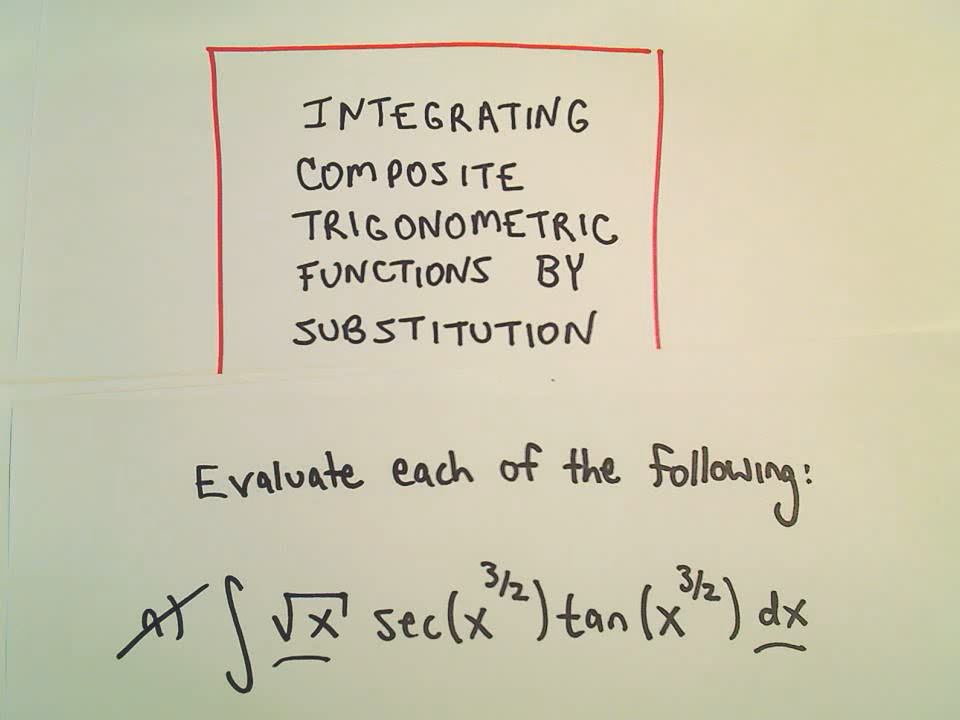 INTEGRATING
COMPOSITE
TRIGONOMETRIC
FUNCTIONS BY
SUBSTITUTION
Evaluate each of the following:
a) ∫ √x sec(x^3/2) tan(x^3/2) dx